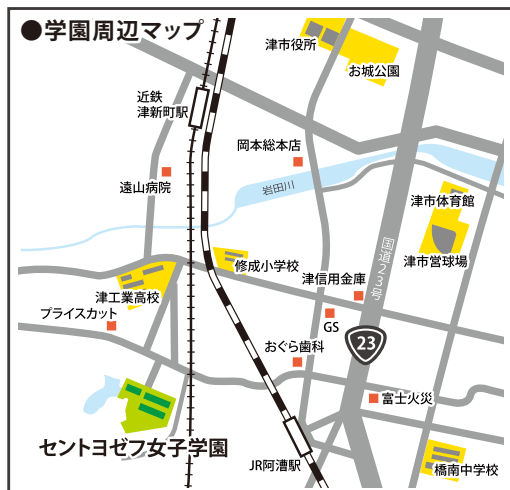 ●学園周辺マップ
津市役所
お城公園
近鉄
津新町駅
岡本総本店
遠山病院
岩田川
津市体育館
津市営球場
国道23号
修成小学校
津信用金庫
津工業高校
プライスカット
GS
23
おぐら歯科
富士火災
セントヨゼフ女子学園
JR阿漕駅
橋南中学校